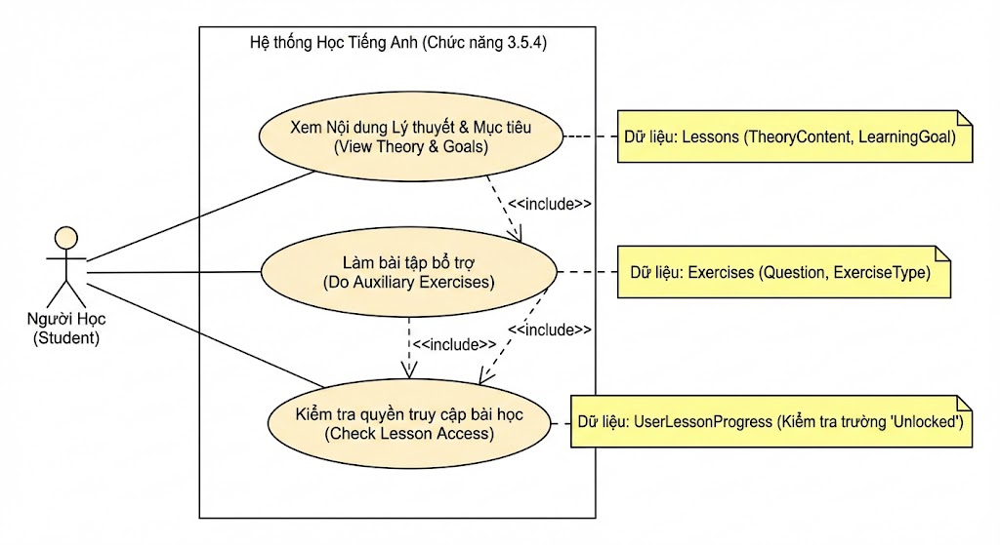 Hệ thống Học Tiếng Anh (Chức năng 3.5.4)
Xem Nội dung Lý thuyết & Mục tiêu
(View Theory & Goals)
Dữ liệu: Lessons (TheoryContent, LearningGoal)
<<include>>
Làm bài tập bổ trợ
(Do Auxiliary Exercises)
Dữ liệu: Exercises (Question, ExerciseType)
Người Học
(Student)
<<include>>
<<include>>
Kiểm tra quyền truy cập bài học
(Check Lesson Access)
Dữ liệu: UserLessonProgress (Kiểm tra trường 'Unlocked')